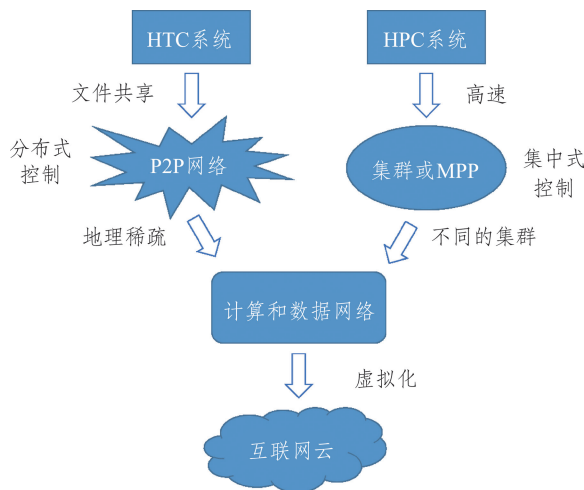 HTC系统
HPC系统
文件共享
高速
分布式
控制
P2P网络
集群或MPP
集中式
控制
地理稀疏
不同的集群
计算和数据网络
虚拟化
互联网云